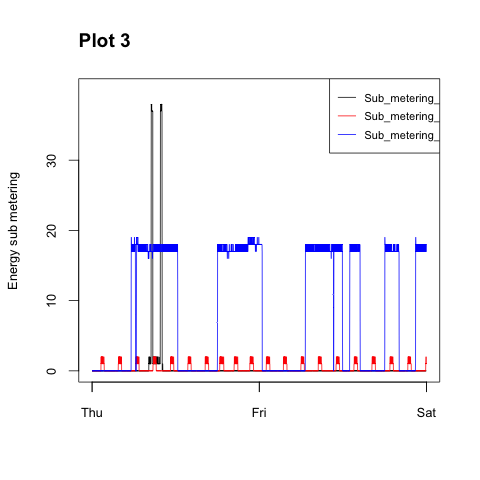 Plot 3
Sub_metering_
Sub_metering_
Sub_metering_
Energy sub metering
30
20
10
0
Thu Fri Sat